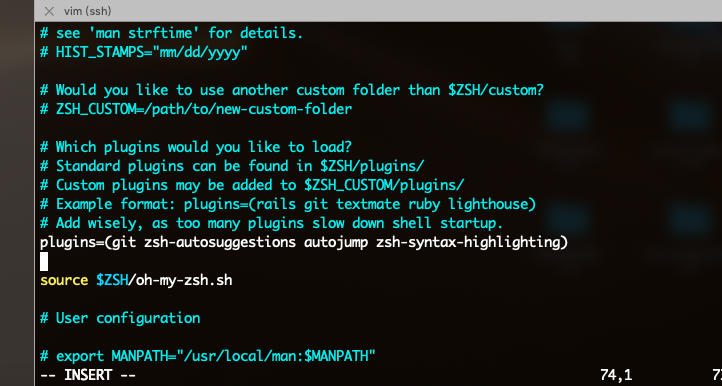 vim (ssh)
# see 'man strftime' for details.
# HIST_STAMPS="mm/dd/yyyy"
# Would you like to use another custom folder than $ZSH/custom?
# ZSH_CUSTOM=/path/to/new-custom-folder
# Which plugins would you like to load?
# Standard plugins can be found in $ZSH/plugins/
# Custom plugins may be added to $ZSH_CUSTOM/plugins/
# Example format: plugins=(rails git textmate ruby lighthouse)
# Add wisely, as too many plugins slow down shell startup.
plugins=(git zsh-autosuggestions autojump zsh-syntax-highlighting)
source $ZSH/oh-my-zsh.sh
# User configuration
# export MANPATH="/usr/local/man:$MANPATH"
-- INSERT -- 74,1